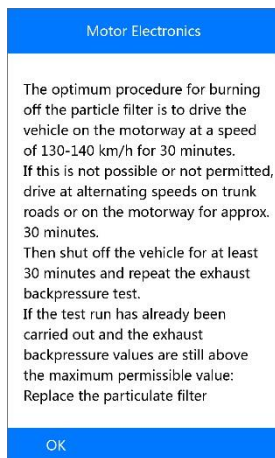 Motor Electronics
The optimum procedure for burning
off the particle filter is to drive the
vehicle on the motorway at a speed
of 130-140 km/h for 30 minutes.
If this is not possible or not permitted,
drive at alternating speeds on trunk
roads or on the motorway for approx.
30 minutes.
Then shut off the vehicle for at least
30 minutes and repeat the exhaust
backpressure test.
If the test run has already been
carried out and the exhaust
backpressure values are still above
the maximum permissible value:
Replace the particulate filter
OK